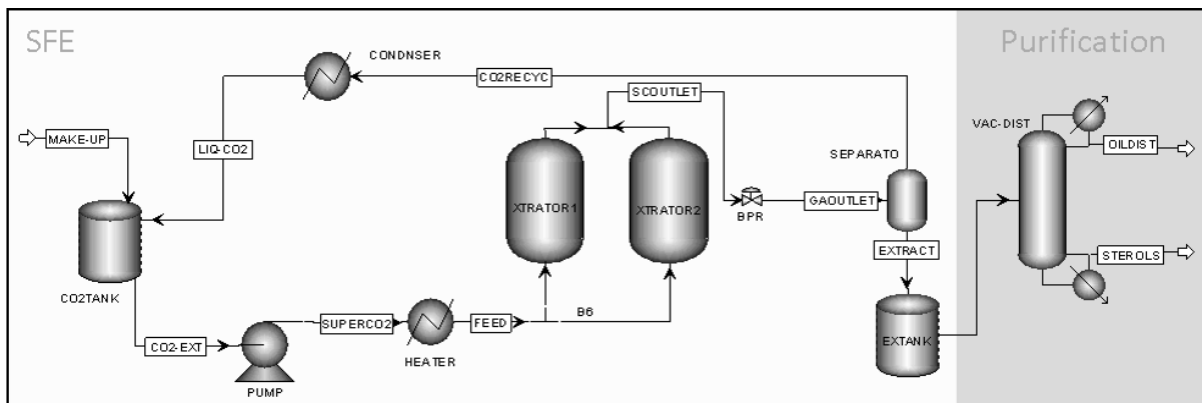 SFE
Purification
CONDNSER
CO2RECYC
SCOUTLET
VAC-DIST
MAKE-UP
LIQ-CO2
OILDIST
SEPARATO
XTRATOR1
XTRATOR2
GAOUTLET
BPR
EXTRACT
STEROLS
CO2TANK
SUPERCO2
FEED
B6
EXTANK
CO2-EXT
HEATER
PUMP